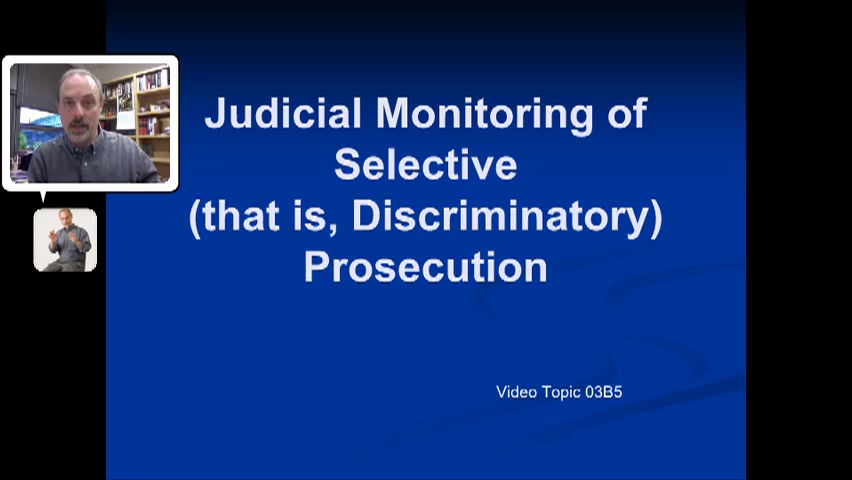 Judicial Monitoring of
Selective
(that is, Discriminatory)
Prosecution
Video Topic 03B5